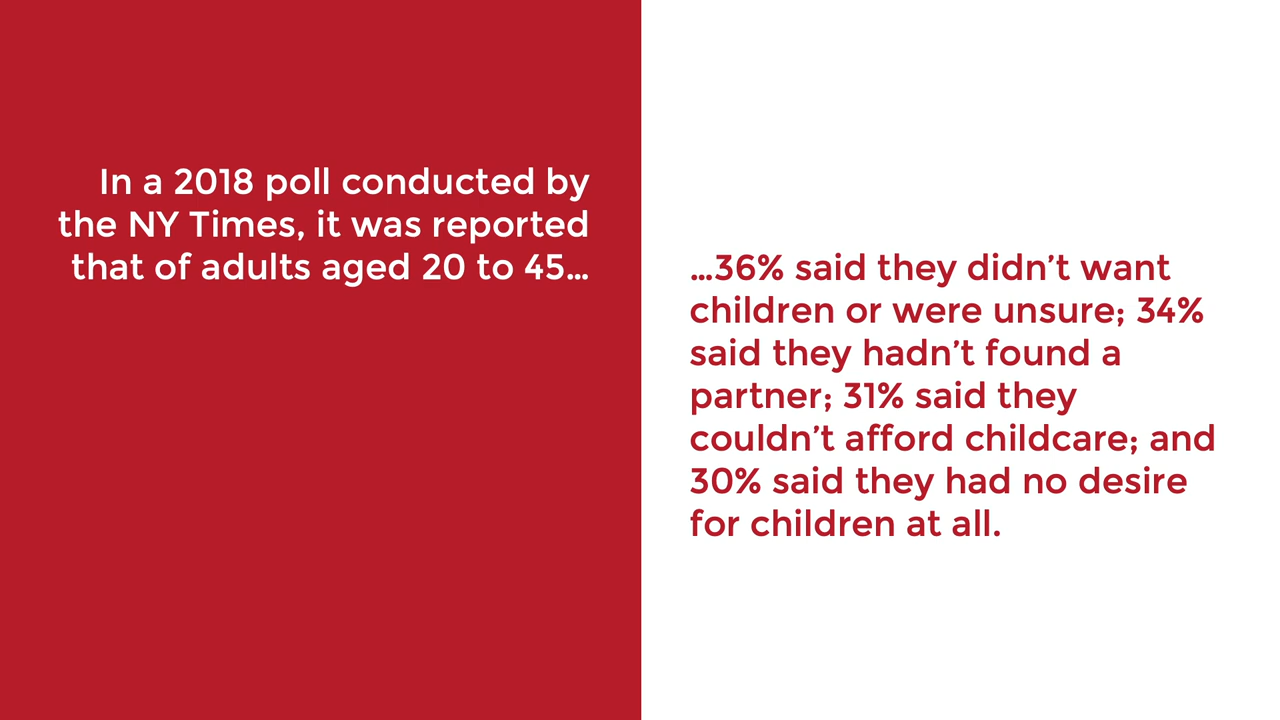 In a 2018 poll conducted by
the NY Times, it was reported
that of adults aged 20 to 45…
…36% said they didn’t want
children or were unsure; 34%
said they hadn’t found a
partner; 31% said they
couldn’t afford childcare; and
30% said they had no desire
for children at all.